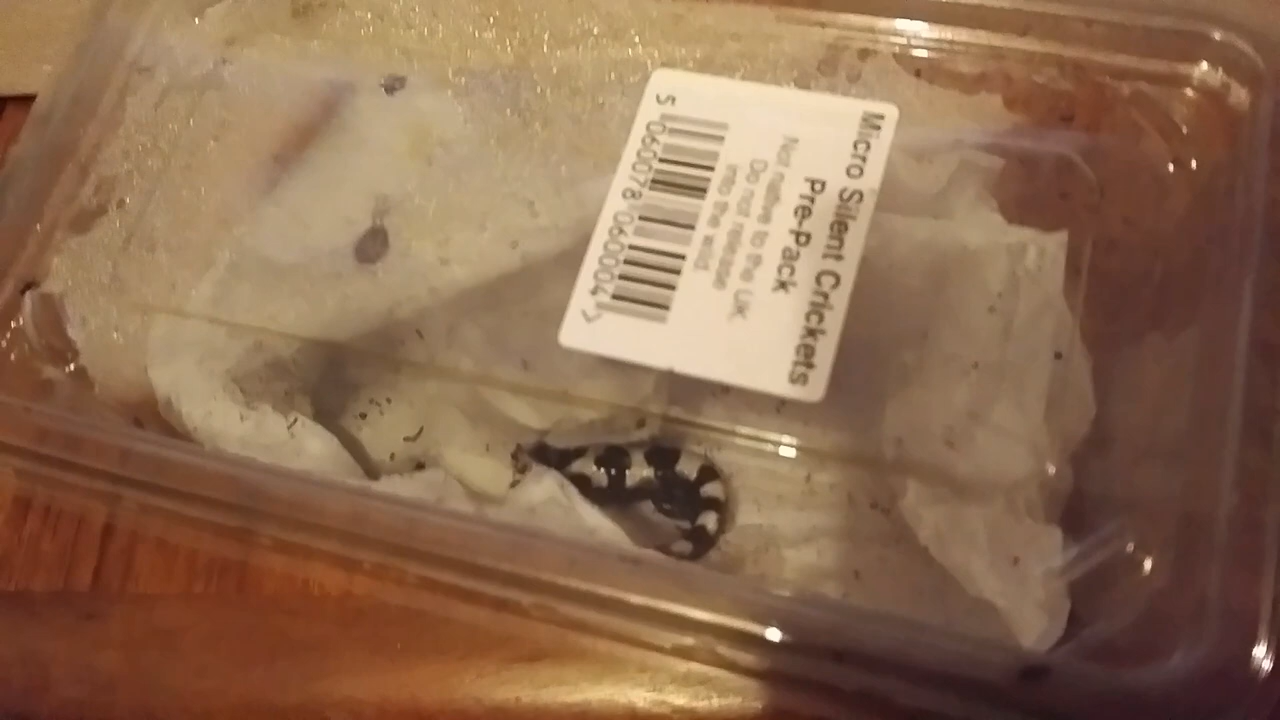 Micro Silent Crickets
Pre-Pack
Not native to the UK.
Do not release
into the wild
5 060078 060004 >